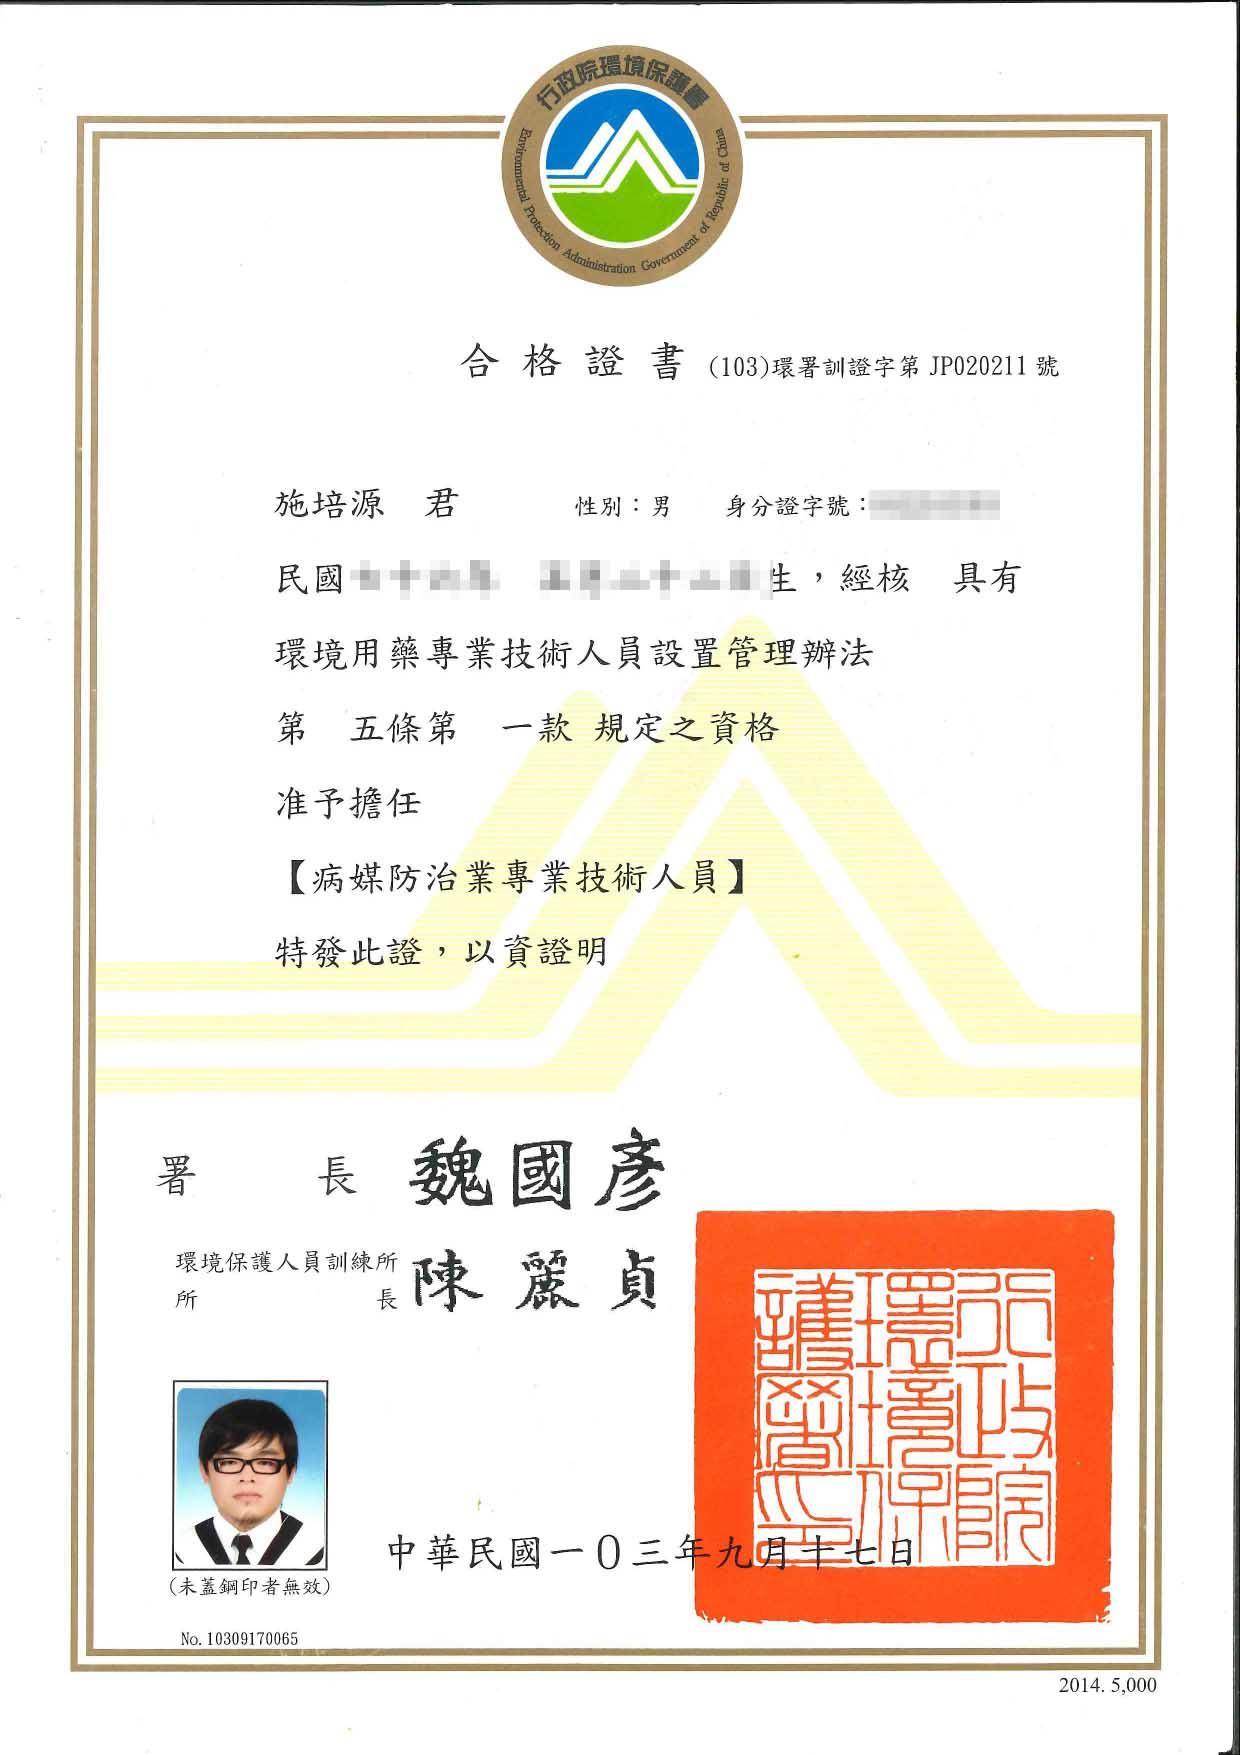 行政院環境保護署
Environmental Protection Administration Government of Republic of China
合格證書 (103)環署訓證字第 JP020211 號
施培源 君 性別：男 身分證字號：
民國 生，經核 具有
環境用藥專業技術人員設置管理辦法
第 五條第 一款 規定之資格
准予擔任
【病媒防治業專業技術人員】
特發此證，以資證明
署長 魏國彥
環境保護人員訓練所
所長 陳麗貞
行政院環境保護署印
中華民國一０三年九月十七日
(未蓋鋼印者無效)
No. 10309170065
2014. 5,000